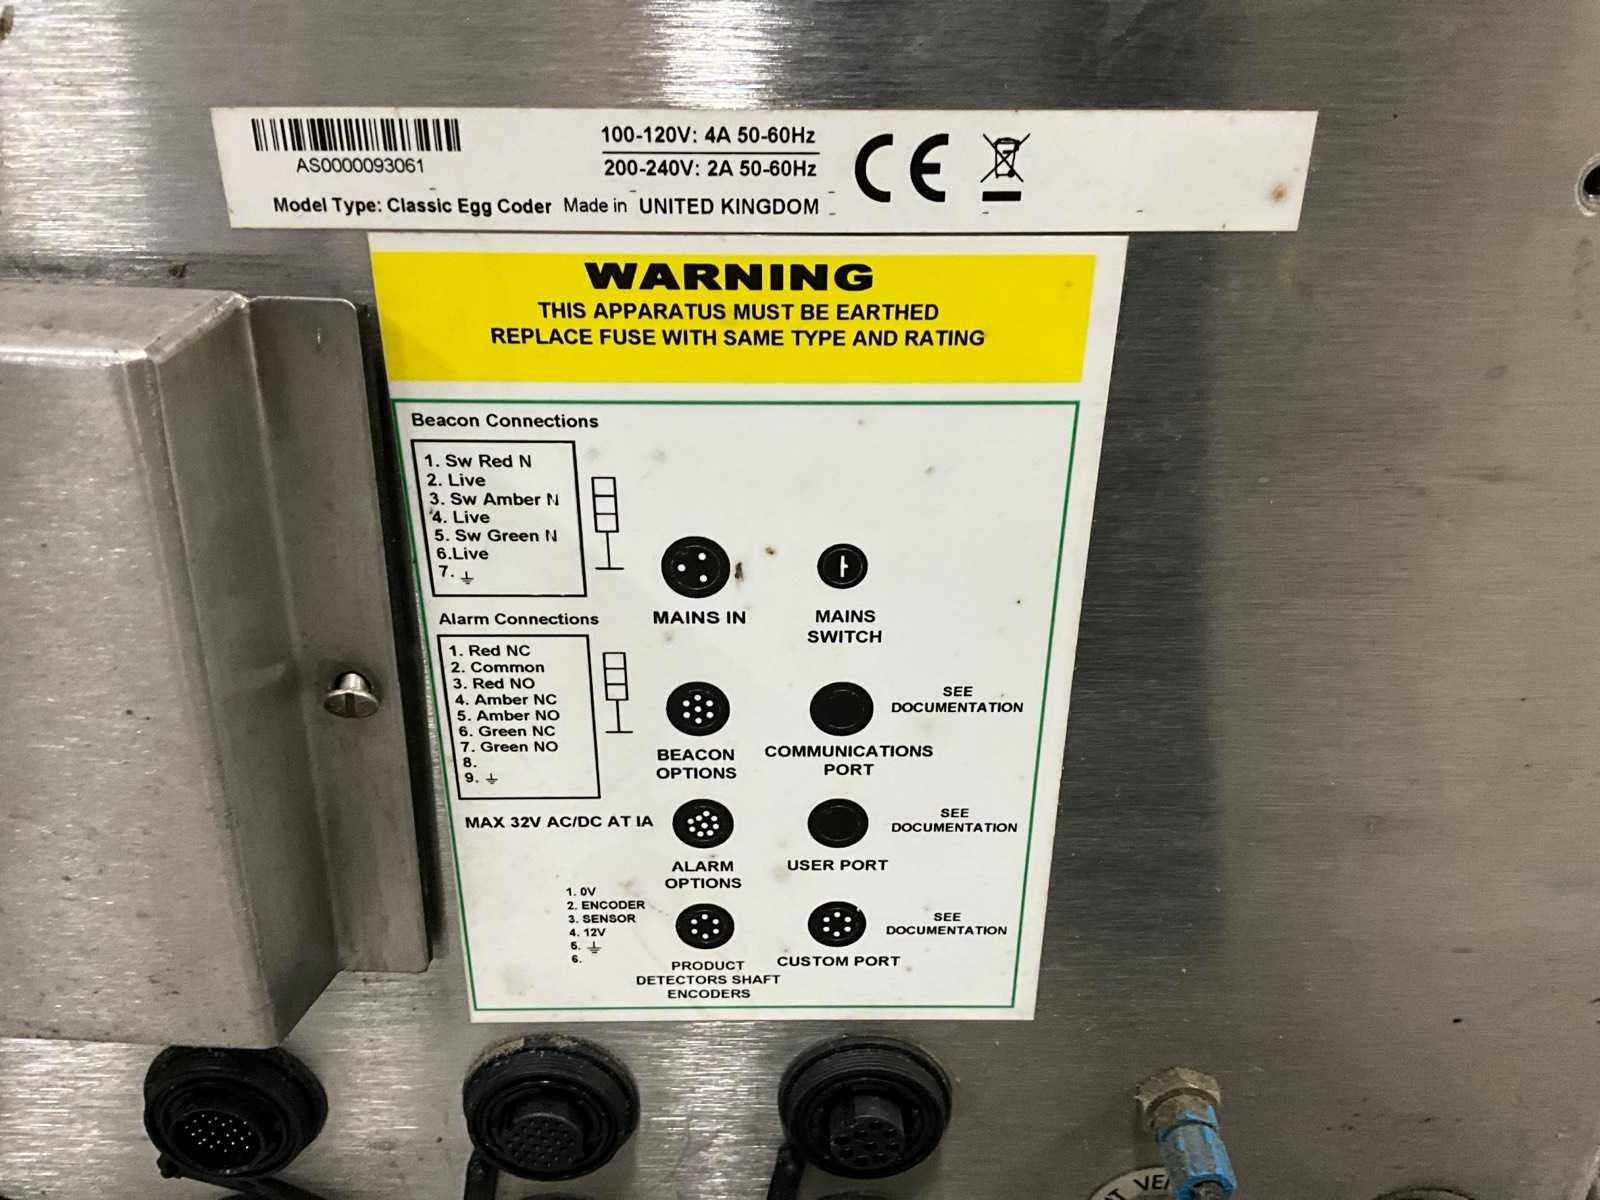 100-120V: 4A 50-60Hz
200-240V: 2A 50-60Hz
AS0000093061
CE
Model Type: Classic Egg Coder Made in UNITED KINGDOM
WARNING
THIS APPARATUS MUST BE EARTHED
REPLACE FUSE WITH SAME TYPE AND RATING
Beacon Connections
1. Sw Red N
2. Live
3. Sw Amber N
4. Live
5. Sw Green N
6.Live
7.
MAINS IN
MAINS
SWITCH
Alarm Connections
1. Red NC
2. Common
3. Red NO
4. Amber NC
5. Amber NO
6. Green NC
7. Green NO
8.
9.
BEACON
OPTIONS
COMMUNICATIONS
PORT
SEE
DOCUMENTATION
MAX 32V AC/DC AT IA
ALARM
OPTIONS
USER PORT
SEE
DOCUMENTATION
1. 0V
2. ENCODER
3. SENSOR
4. 12V
5.
6.
PRODUCT
DETECTORS SHAFT
ENCODERS
CUSTOM PORT
SEE
DOCUMENTATION